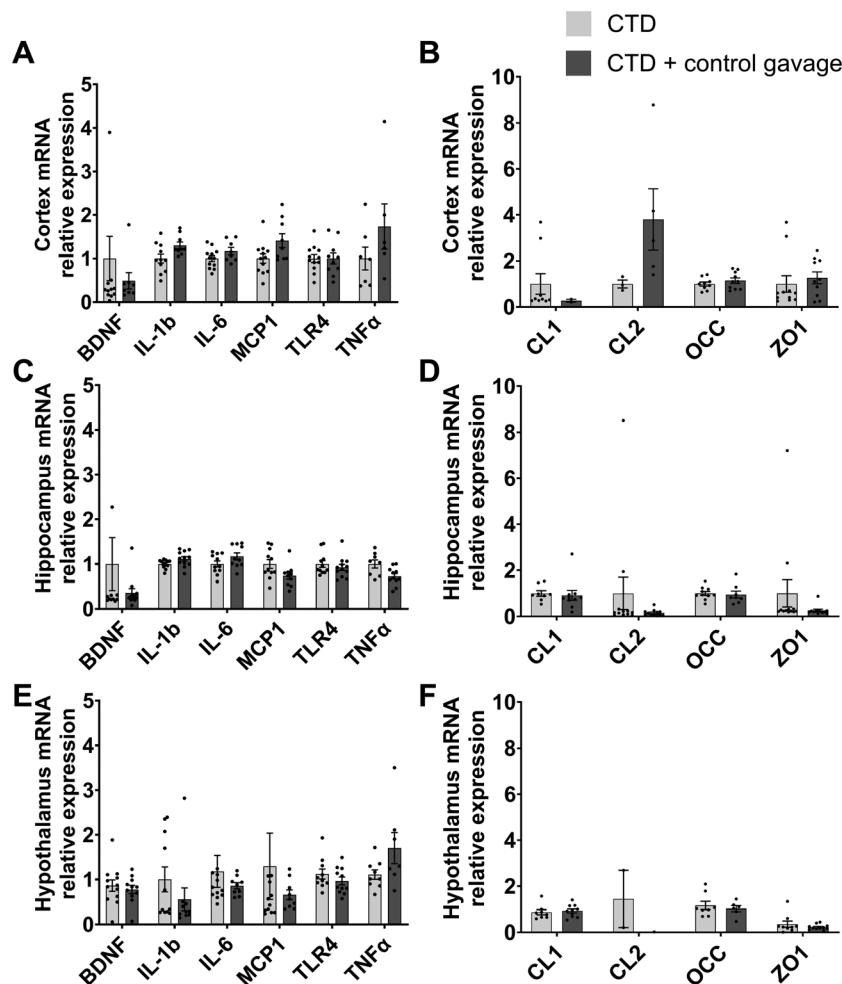 CTD
CTD + control gavage
A
Cortex mRNA
relative expression
5
4
3
2
1
0
BDNF
IL-1b
IL-6
MCP1
TLR4
TNFα
B
Cortex mRNA
relative expression
10
8
6
4
2
0
CL1
CL2
OCC
ZO1
C
Hippocampus mRNA
relative expression
5
4
3
2
1
0
BDNF
IL-1b
IL-6
MCP1
TLR4
TNFα
D
Hippocampus mRNA
relative expression
10
8
6
4
2
0
CL1
CL2
OCC
ZO1
E
Hypothalamus mRNA
relative expression
5
4
3
2
1
0
BDNF
IL-1b
IL-6
MCP1
TLR4
TNFα
F
Hypothalamus mRNA
relative expression
10
8
6
4
2
0
CL1
CL2
OCC
ZO1